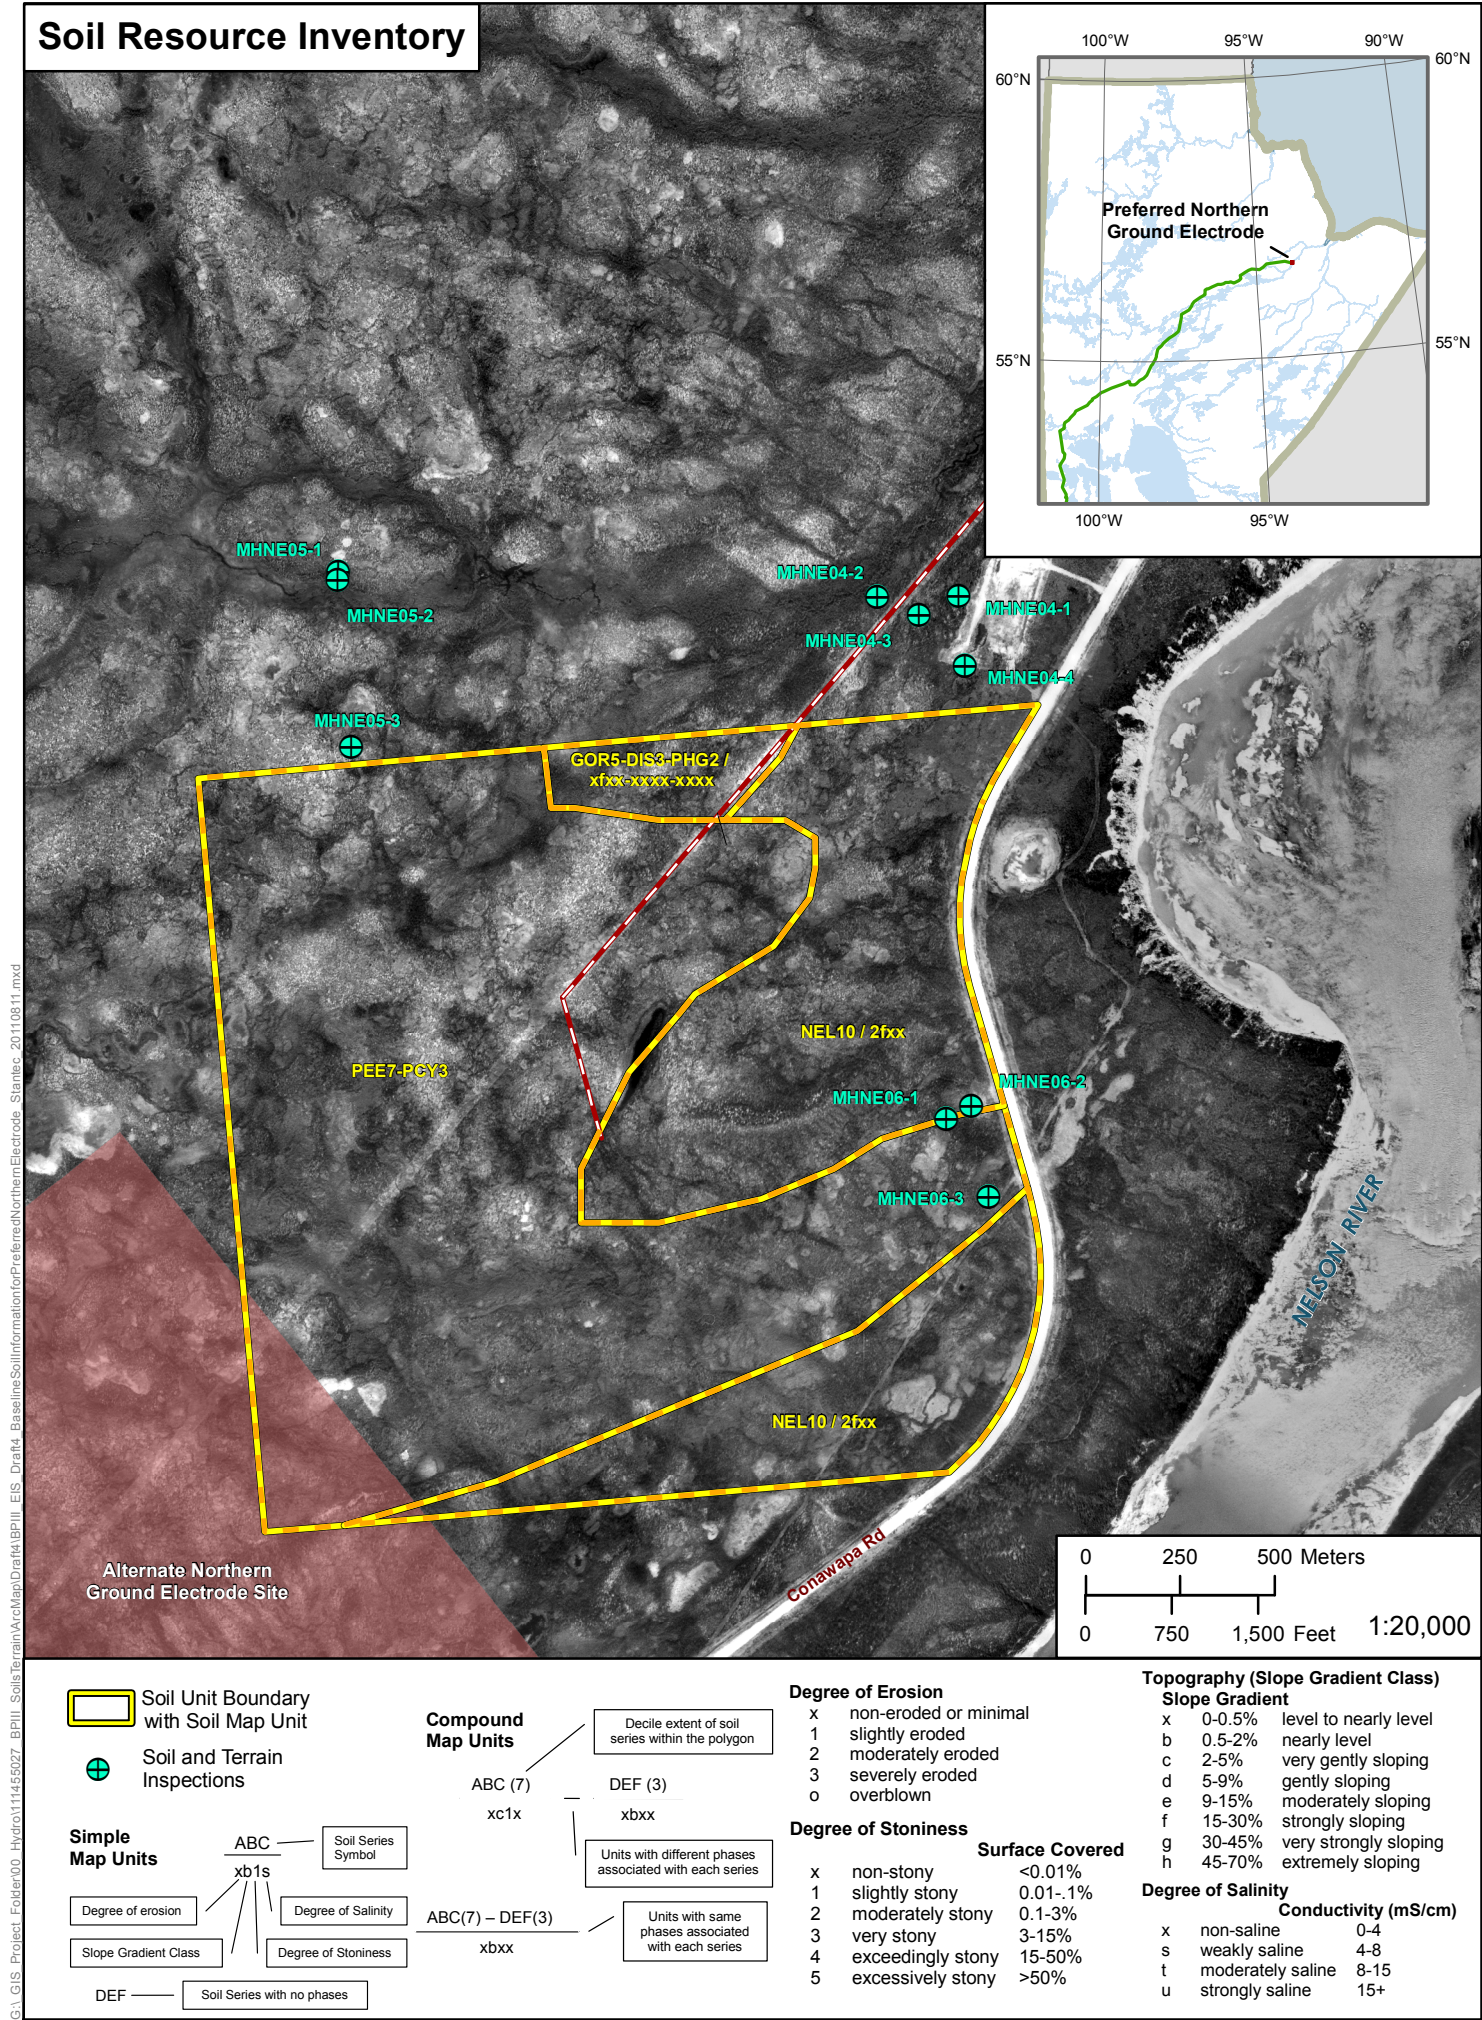 Soil Resource Inventory
100°W 95°W 90°W
60°N
60°N
Preferred Northern
Ground Electrode
55°N
55°N
100°W 95°W
MHNE05-1
MHNE05-2
MHNE04-2
MHNE04-1
MHNE04-3
MHNE04-4
MHNE05-3
GOR5-DIS3-PHG2 /
xfxx-xxxx-xxxx
NEL10 / 2fxx
PEE7-PCY3
MHNE06-2
MHNE06-1
MHNE06-3
NELSON RIVER
NEL10 / 2fxx
Conawapa Rd
Alternate Northern
Ground Electrode Site
0 250 500 Meters
0 750 1,500 Feet
1:20,000
G:\_GIS_Project_Folder\00_Hydro\111455027_BPIII_SoilsTerrain\ArcMap\Draft4\BPIII_EIS_Draft4_BaselineSoilInformationforPreferredNorthernElectrode_Stantec_20110811.mxd
Soil Unit Boundary
with Soil Map Unit
Soil and Terrain
Inspections
Simple
Map Units
ABC
xb1s
Soil Series
Symbol
Degree of erosion
Degree of Salinity
Slope Gradient Class
Degree of Stoniness
DEF
Soil Series with no phases
Compound
Map Units
Decile extent of soil
series within the polygon
ABC (7) DEF (3)
xc1x – xbxx
Units with different phases
associated with each series
ABC(7) – DEF(3)
xbxx
Units with same
phases associated
with each series
Degree of Erosion
x non-eroded or minimal
1 slightly eroded
2 moderately eroded
3 severely eroded
o overblown
Degree of Stoniness
Surface Covered
x non-stony <0.01%
1 slightly stony 0.01-.1%
2 moderately stony 0.1-3%
3 very stony 3-15%
4 exceedingly stony 15-50%
5 excessively stony >50%
Topography (Slope Gradient Class)
Slope Gradient
x 0-0.5% level to nearly level
b 0.5-2% nearly level
c 2-5% very gently sloping
d 5-9% gently sloping
e 9-15% moderately sloping
f 15-30% strongly sloping
g 30-45% very strongly sloping
h 45-70% extremely sloping
Degree of Salinity
Conductivity (mS/cm)
x non-saline 0-4
s weakly saline 4-8
t moderately saline 8-15
u strongly saline 15+